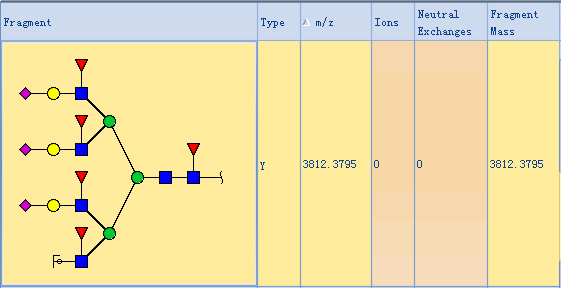 Fragment Type m/z Ions Neutral Exchanges Fragment Mass
Y 3812.3795 0 0 3812.3795